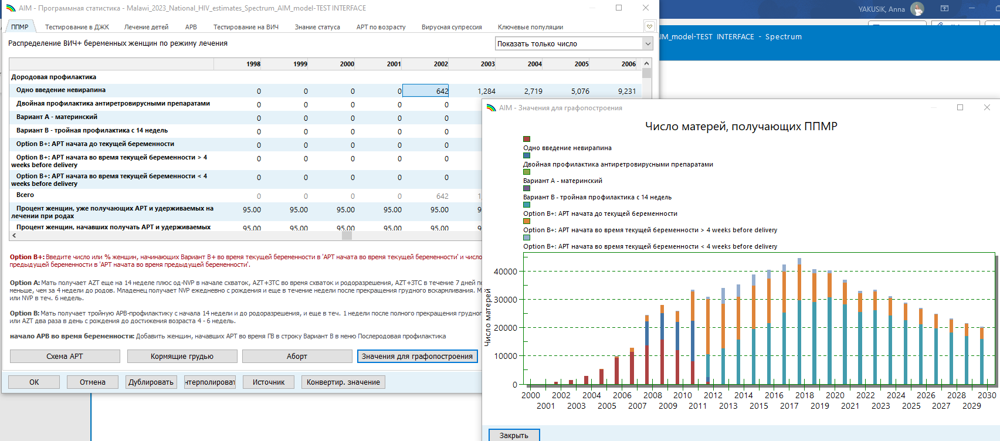 AIM - Программная статистика - Malawi_2023_National_HIV_estimates_Spectrum_AIM_model-TEST INTERFACE
YAKUSIK, Anna
AIM_model-TEST INTERFACE - Spectrum
ППМР Тестирование в ДЖК Лечение детей АРВ Тестирование на ВИЧ Знание статуса АРТ по возрасту Вирусная супрессия Ключевые популяции
Распределение ВИЧ+ беременных женщин по режиму лечения
Показать только число
1998 1999 2000 2001 2002 2003 2004 2005 2006
Дородовая профилактика
Одно введение невирапина 0 0 0 0 642 1,284 2,719 5,076 9,231
Двойная профилактика антиретровирусными препаратами 0 0 0 0 0
Вариант A - материнский 0 0 0 0 0
Вариант B - тройная профилактика с 14 недель 0 0 0 0 0
Option B+: АРТ начата до текущей беременности 0 0 0 0 0
Option B+: АРТ начата во время текущей беременности > 4
weeks before delivery 0 0 0 0 0
Option B+: АРТ начата во время текущей беременности < 4
weeks before delivery 0 0 0 0 0
Всего 0 0 0 0 642
Процент женщин, уже получающих АРТ и удерживаемых на
лечении при родах 95.00 95.00 95.00 95.00 95.00
Процент женщин, начавших получать АРТ и удерживаемых 95.00 95.00 95.00 95.00 95.00
Option B+: Введите число или % женщин, начинающих Вариант B+ во время текущей беременности в 'АРТ начата во время текущей беременности' и число
предыдущей беременности в 'АРТ начата во время предыдущей беременности'.
Option A: Мать получает AZT еще на 14 неделе плюс од-NVP в начале схваток, AZT+3TC во время схваток и родоразрешения, AZT+3TC в течение 7 дней по
меньше, чем за 4 недели до родов. Младенец получает NVP ежедневно с рождения и еще в течение недели после прекращения грудного вскармливания. М
или NVP в теч. 6 недель.
Option B: Мать получает тройную АРВ-профилактику с начала 14 недели и до родоразрешения, и еще в теч. 1 недели после полного прекращения грудног
или AZT два раза в день с рождения до достижения возраста 4 - 6 недель.
начало АРВ во время беременности: Добавить женщин, начавших АРТ во время ГВ в строку Вариант B в меню Послеродовая профилактика
Схема АРТ Кормящие грудью Аборт Значения для графопостроения
ОК Отмена Дублировать нтерполироват Источник Конвертир. значение
AIM - Значения для графопостроения
Число матерей, получающих ППМР
Одно введение невирапина
Двойная профилактика антиретровирусными препаратами
Вариант A - материнский
Вариант B - тройная профилактика с 14 недель
Option B+: АРТ начата до текущей беременности
Option B+: АРТ начата во время текущей беременности > 4 weeks before delivery
Option B+: АРТ начата во время текущей беременности < 4 weeks before delivery
Число матерей
40000
30000
20000
10000
0
2000 2002 2004 2006 2008 2010 2012 2014 2016 2018 2020 2022 2024 2026 2028 2030
2001 2003 2005 2007 2009 2011 2013 2015 2017 2019 2021 2023 2025 2027 2029
Закрыть